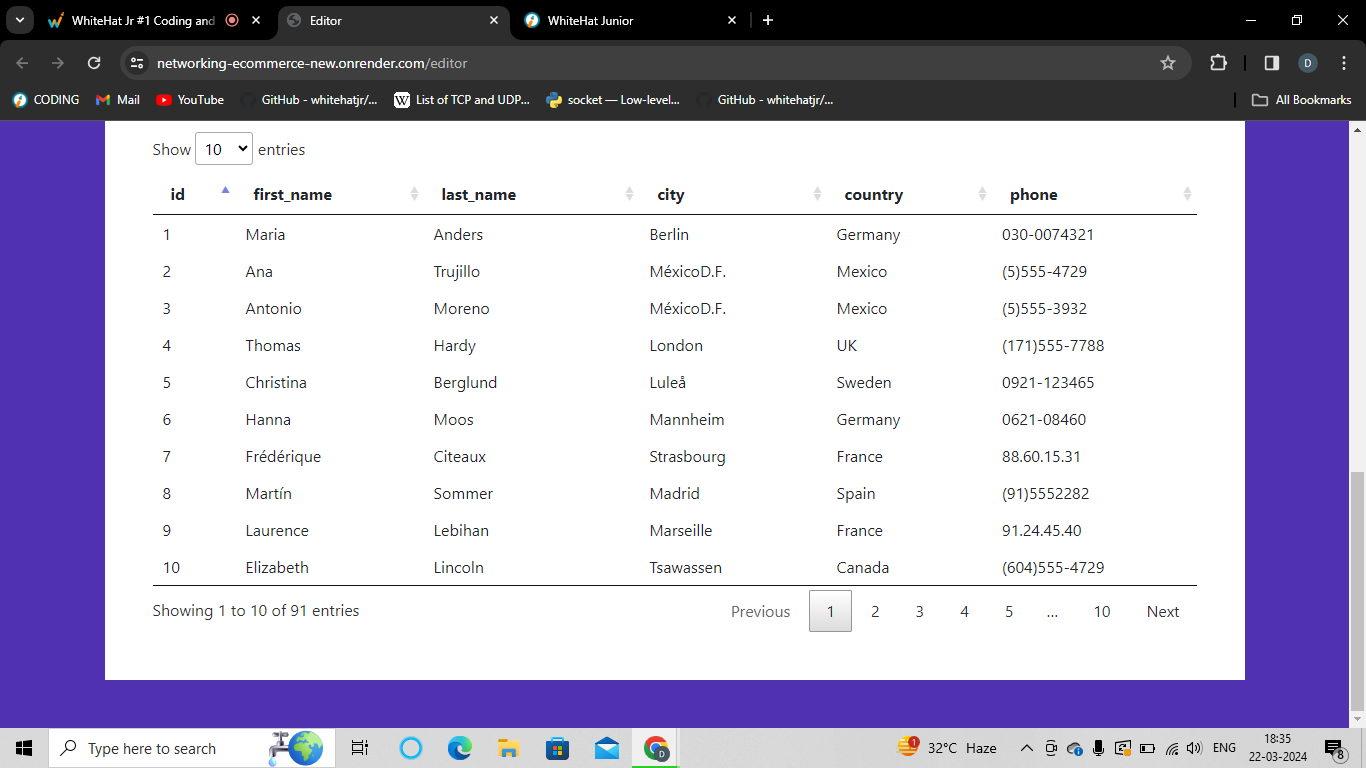 WhiteHat Jr #1 Coding and
Editor
WhiteHat Junior
networking-ecommerce-new.onrender.com/editor
D
CODING
Mail
YouTube
GitHub - whitehatjr/...
List of TCP and UDP...
socket — Low-level...
GitHub - whitehatjr/...
All Bookmarks
Show 10 entries
id first_name last_name city country phone
1 Maria Anders Berlin Germany 030-0074321
2 Ana Trujillo MéxicoD.F. Mexico (5)555-4729
3 Antonio Moreno MéxicoD.F. Mexico (5)555-3932
4 Thomas Hardy London UK (171)555-7788
5 Christina Berglund Luleå Sweden 0921-123465
6 Hanna Moos Mannheim Germany 0621-08460
7 Frédérique Citeaux Strasbourg France 88.60.15.31
8 Martín Sommer Madrid Spain (91)5552282
9 Laurence Lebihan Marseille France 91.24.45.40
10 Elizabeth Lincoln Tsawassen Canada (604)555-4729
Showing 1 to 10 of 91 entries
Previous 1 2 3 4 5 … 10 Next
Type here to search
1
32°C Haze
ENG
18:35
22-03-2024
8